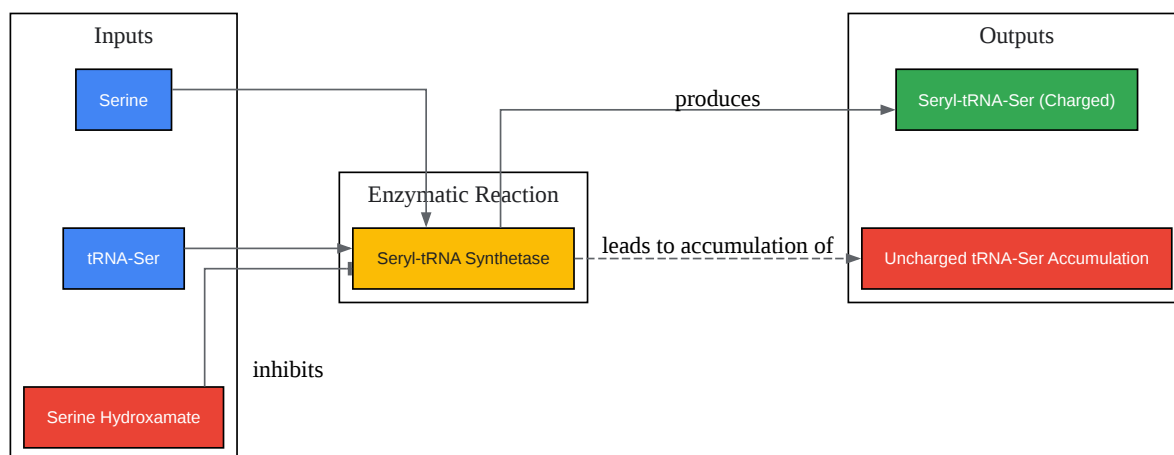 Inputs
Outputs
Serine
produces
Seryl-tRNA-Ser (Charged)
Enzymatic Reaction
tRNA-Ser
Seryl-tRNA Synthetase
leads to accumulation of
Uncharged tRNA-Ser Accumulation
inhibits
Serine Hydroxamate